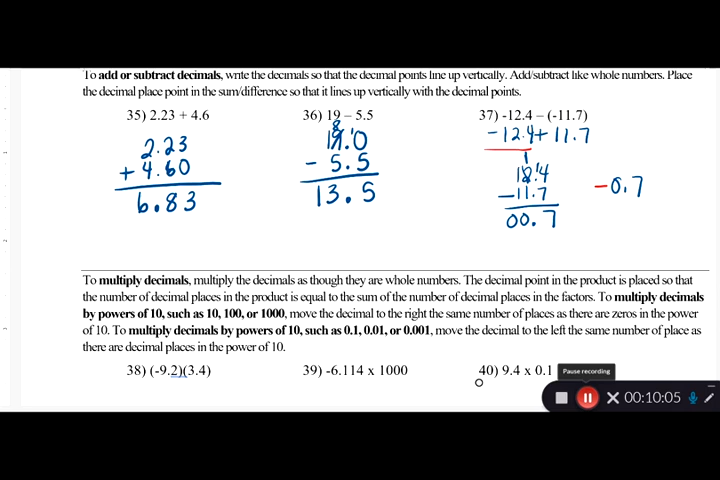 To add or subtract decimals, write the decimals so that the decimal points line up vertically. Add/subtract like whole numbers. Place
the decimal place point in the sum/difference so that it lines up vertically with the decimal points.
35) 2.23 + 4.6
36) 19 – 5.5
37) -12.4 – (-11.7)
2.23
+ 4.60
6.83
8 1
19.0
- 5.5
13.5
-12.4 + 11.7
1 1
12.4
-11.7
00.7
-0.7
To multiply decimals, multiply the decimals as though they are whole numbers. The decimal point in the product is placed so that
the number of decimal places in the product is equal to the sum of the number of decimal places in the factors. To multiply decimals
by powers of 10, such as 10, 100, or 1000, move the decimal to the right the same number of places as there are zeros in the power
of 10. To multiply decimals by powers of 10, such as 0.1, 0.01, or 0.001, move the decimal to the left the same number of place as
there are decimal places in the power of 10.
38) (-9.2)(3.4)
39) -6.114 x 1000
40) 9.4 x 0.1
Pause recording
00:10:05